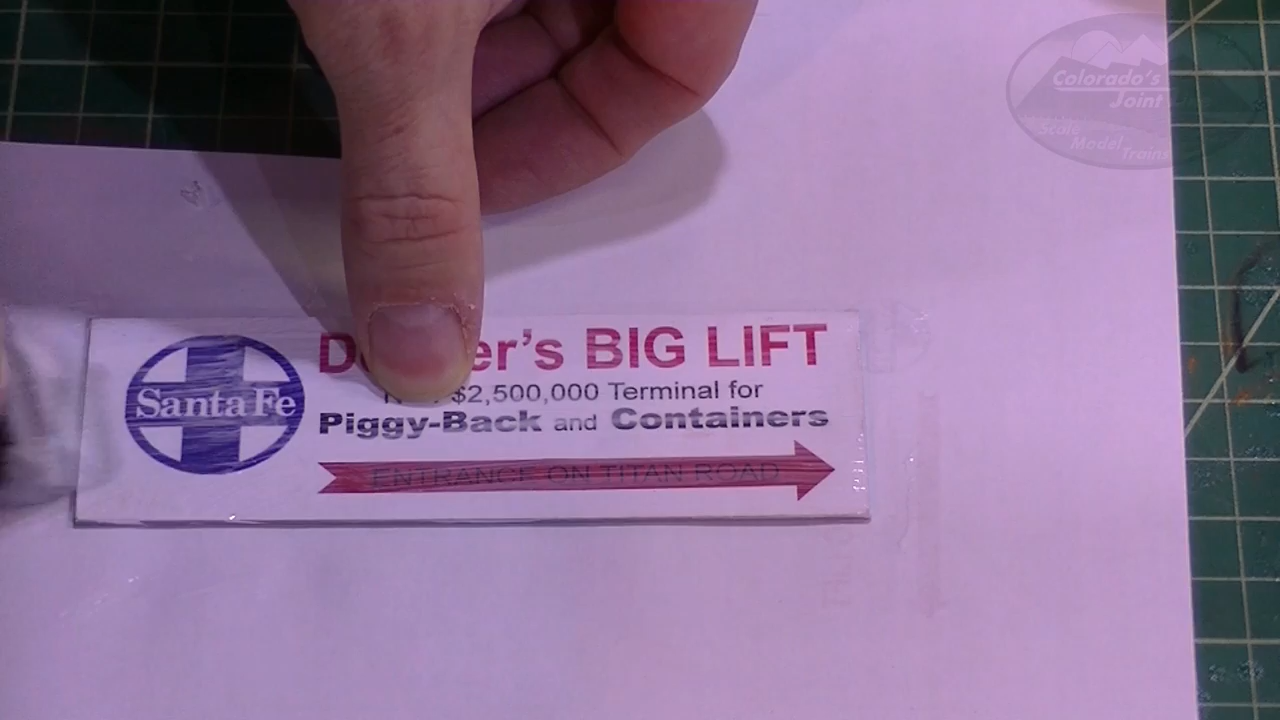 Santa Fe
er's BIG LIFT
$2,500,000 Terminal for
Piggy-Back and Containers
ENTRANCE ON TITAN ROAD
Colorado's
Joint
Scale
Model
Trains